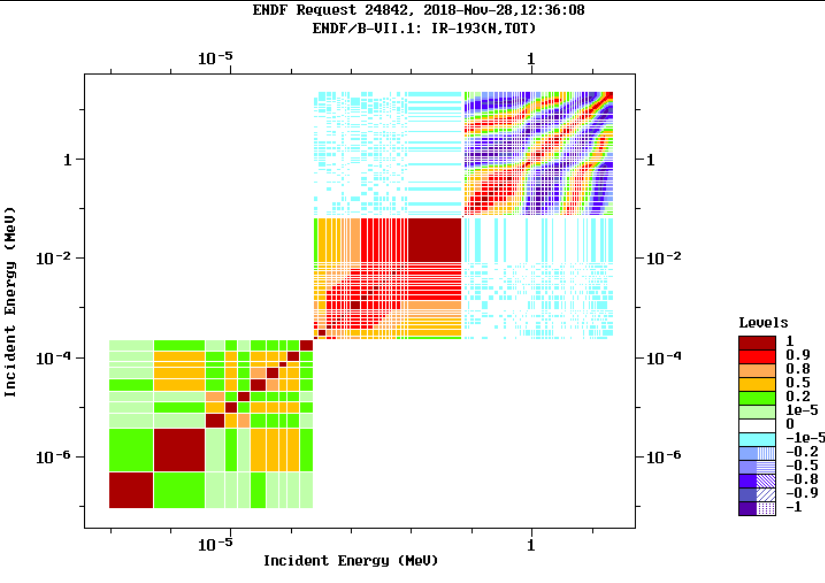 ENDF Request 24842, 2018-Nov-28,12:36:08
ENDF/B-VII.1: IR-193(N,TOT)
10-5 1
1 1
10-2 10-2
10-4 10-4
10-6 10-6
Incident Energy (MeV)
Levels
1
0.9
0.8
0.5
0.2
1e-5
0
-1e-5
-0.2
-0.5
-0.8
-0.9
-1
10-5 1
Incident Energy (MeV)